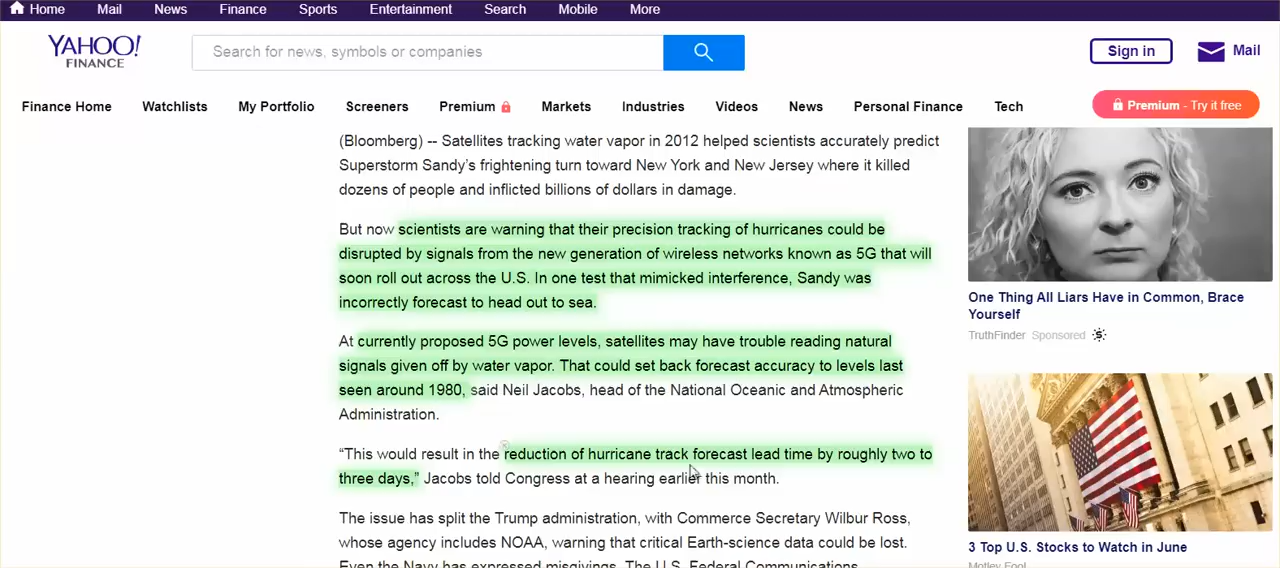 Home Mail News Finance Sports Entertainment Search Mobile More
YAHOO!
FINANCE
Search for news, symbols or companies
Sign in
Mail
Finance Home Watchlists My Portfolio Screeners Premium Markets Industries Videos News Personal Finance Tech
Premium - Try it free
(Bloomberg) -- Satellites tracking water vapor in 2012 helped scientists accurately predict
Superstorm Sandy’s frightening turn toward New York and New Jersey where it killed
dozens of people and inflicted billions of dollars in damage.
But now scientists are warning that their precision tracking of hurricanes could be
disrupted by signals from the new generation of wireless networks known as 5G that will
soon roll out across the U.S. In one test that mimicked interference, Sandy was
incorrectly forecast to head out to sea.
At currently proposed 5G power levels, satellites may have trouble reading natural
signals given off by water vapor. That could set back forecast accuracy to levels last
seen around 1980, said Neil Jacobs, head of the National Oceanic and Atmospheric
Administration.
“This would result in the reduction of hurricane track forecast lead time by roughly two to
three days,” Jacobs told Congress at a hearing earlier this month.
The issue has split the Trump administration, with Commerce Secretary Wilbur Ross,
whose agency includes NOAA, warning that critical Earth-science data could be lost.
Even the Navy has expressed misgivings. The U.S. Federal Communications
One Thing All Liars Have in Common, Brace
Yourself
TruthFinder Sponsored
3 Top U.S. Stocks to Watch in June
Motley Fool